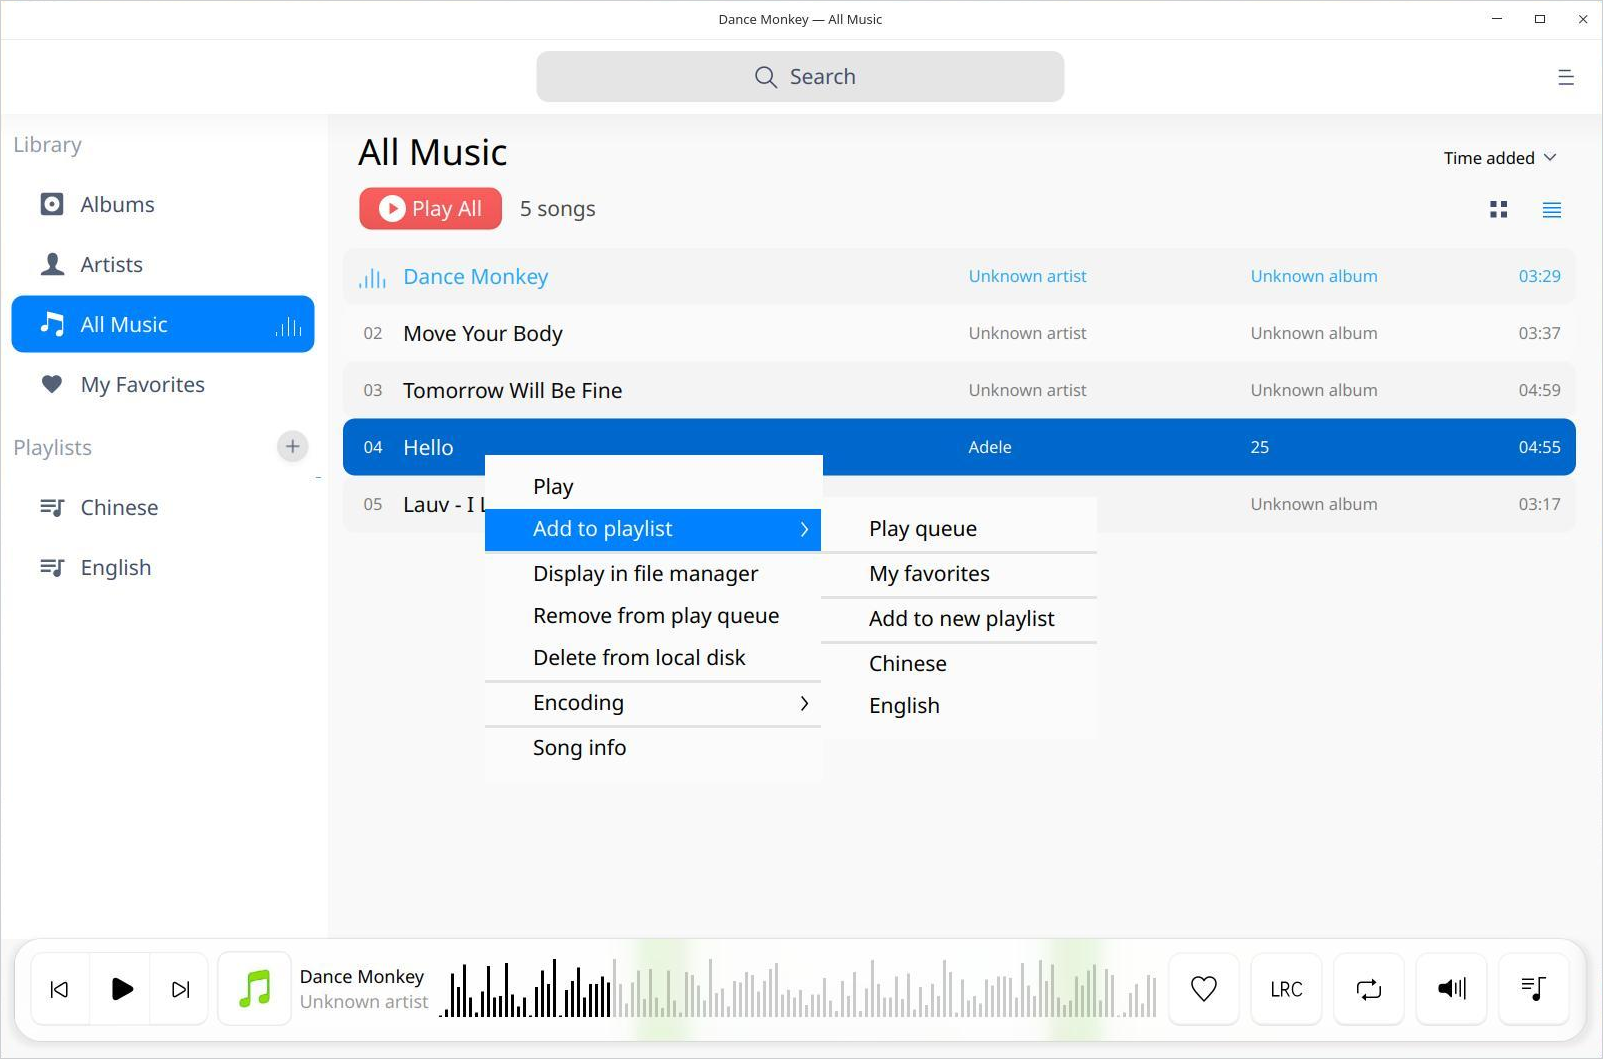 Dance Monkey — All Music
Search
Library
Albums
Artists
All Music
My Favorites
Playlists
Chinese
English
All Music
Time added
Play All
5 songs
Dance Monkey Unknown artist Unknown album 03:29
02 Move Your Body Unknown artist Unknown album 03:37
03 Tomorrow Will Be Fine Unknown artist Unknown album 04:59
04 Hello Adele 25 04:55
05 Lauv - I Unknown album 03:17
Play
Add to playlist
Display in file manager
Remove from play queue
Delete from local disk
Encoding
Song info
Play queue
My favorites
Add to new playlist
Chinese
English
Dance Monkey
Unknown artist
LRC